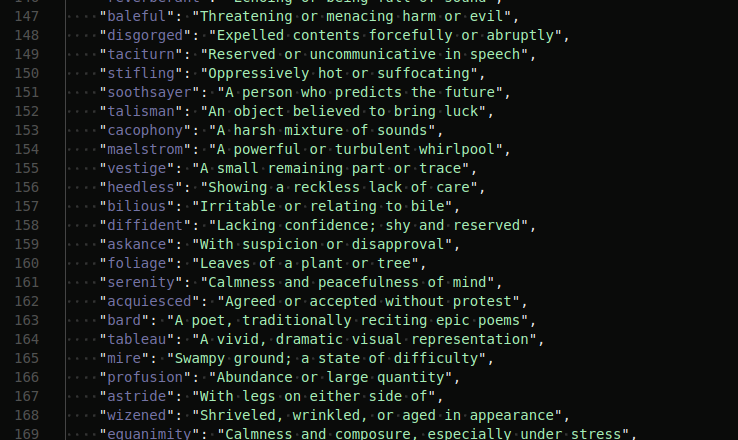 147 "baleful": "Threatening or menacing harm or evil",
148 "disgorged": "Expelled contents forcefully or abruptly",
149 "taciturn": "Reserved or uncommunicative in speech",
150 "stifling": "Oppressively hot or suffocating",
151 "soothsayer": "A person who predicts the future",
152 "talisman": "An object believed to bring luck",
153 "cacophony": "A harsh mixture of sounds",
154 "maelstrom": "A powerful or turbulent whirlpool",
155 "vestige": "A small remaining part or trace",
156 "heedless": "Showing a reckless lack of care",
157 "bilious": "Irritable or relating to bile",
158 "diffident": "Lacking confidence; shy and reserved",
159 "askance": "With suspicion or disapproval",
160 "foliage": "Leaves of a plant or tree",
161 "serenity": "Calmness and peacefulness of mind",
162 "acquiesced": "Agreed or accepted without protest",
163 "bard": "A poet, traditionally reciting epic poems",
164 "tableau": "A vivid, dramatic visual representation",
165 "mire": "Swampy ground; a state of difficulty",
166 "profusion": "Abundance or large quantity",
167 "astride": "With legs on either side of",
168 "wizened": "Shriveled, wrinkled, or aged in appearance",
169 "equanimity": "Calmness and composure, especially under stress",